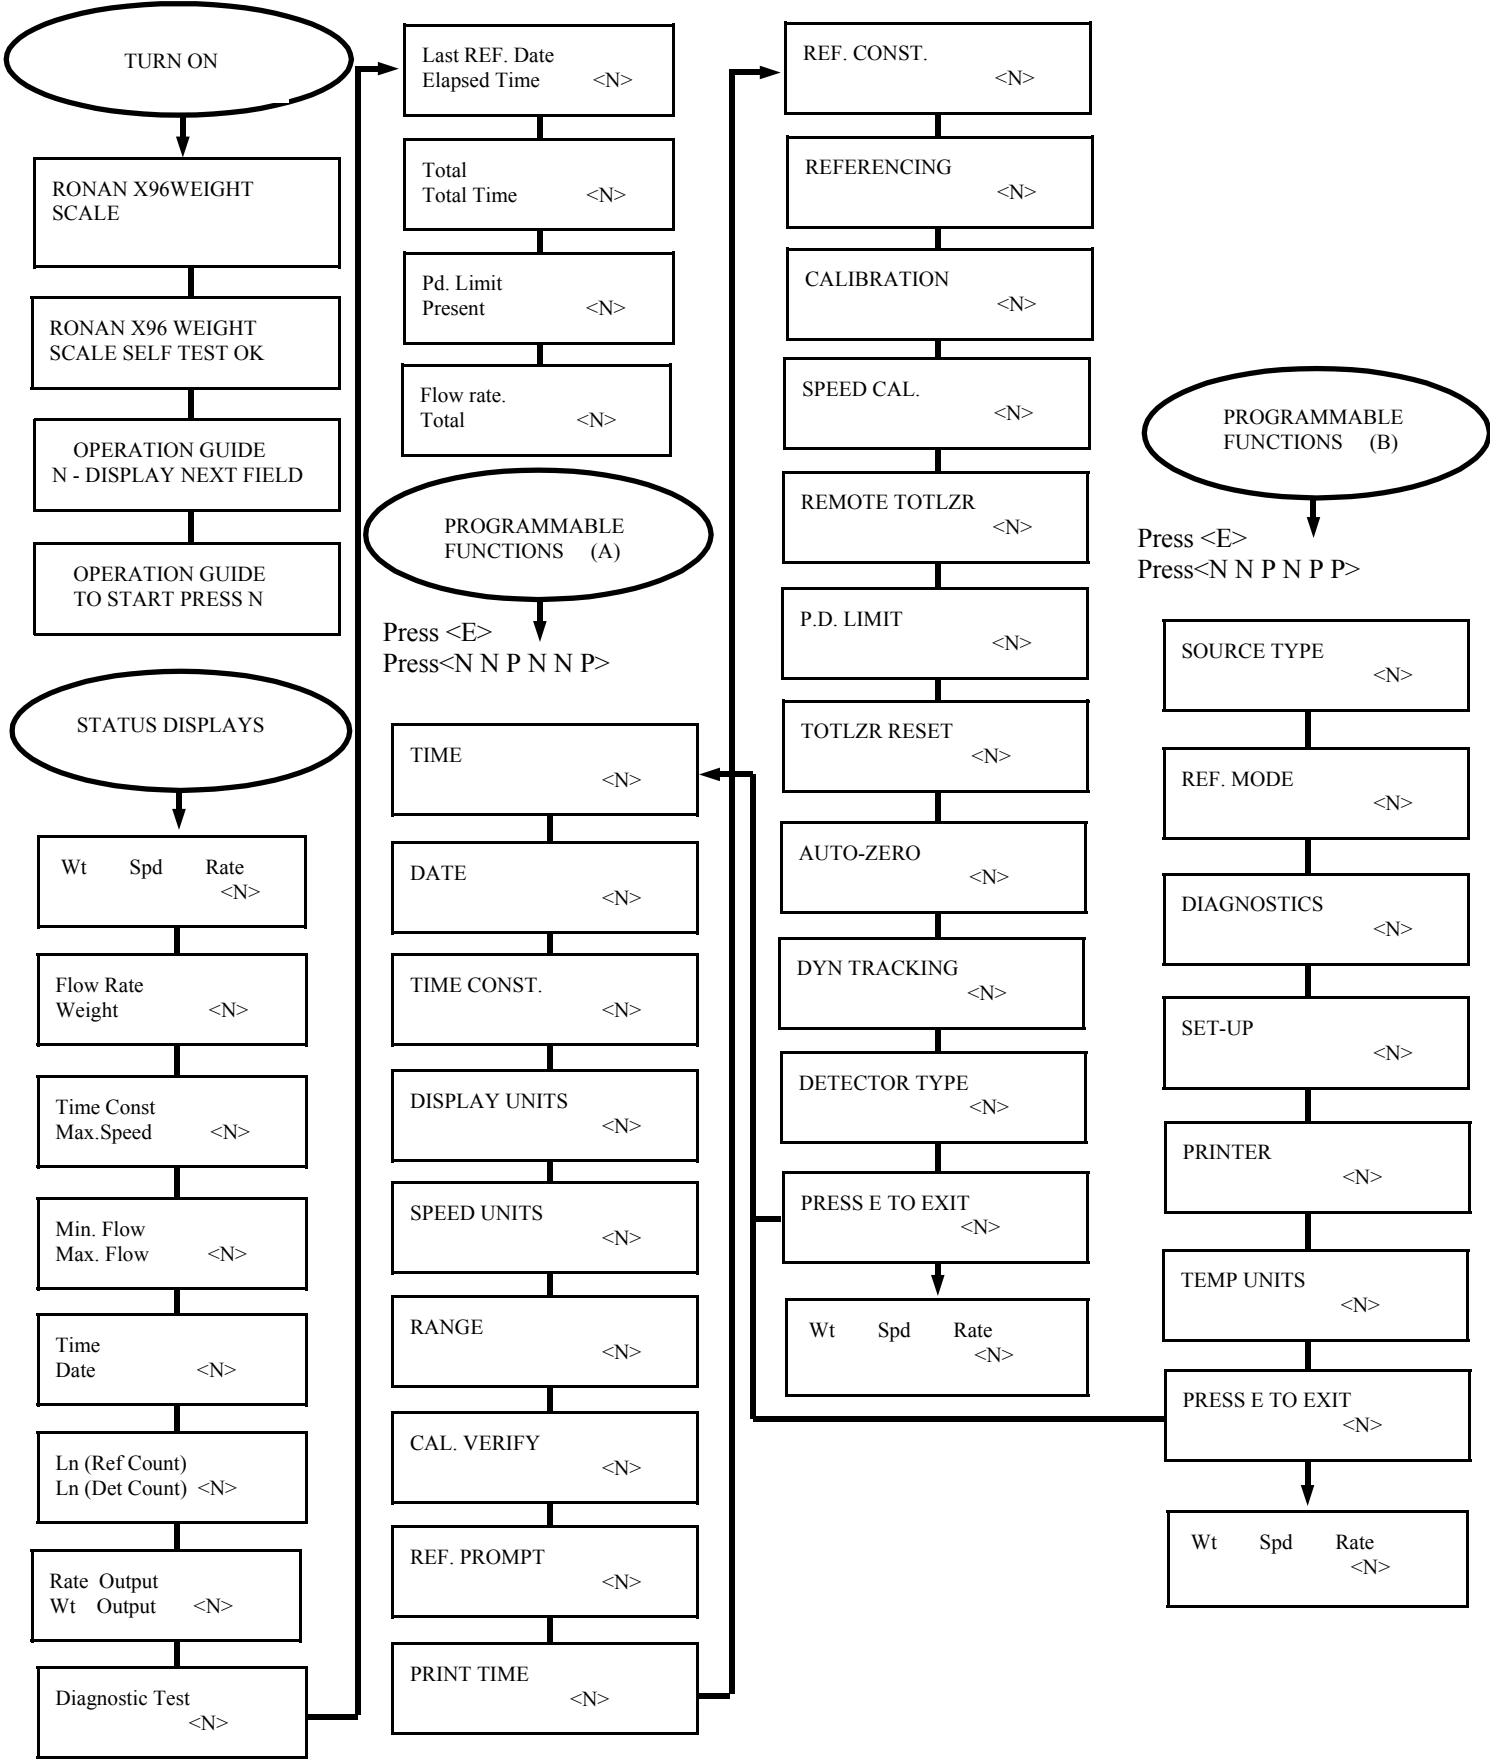 TURN ON
RONAN X96WEIGHT
SCALE
RONAN X96 WEIGHT
SCALE SELF TEST OK
OPERATION GUIDE
N - DISPLAY NEXT FIELD
OPERATION GUIDE
TO START PRESS N
STATUS DISPLAYS
Wt Spd Rate
<N>
Flow Rate
Weight <N>
Time Const
Max.Speed <N>
Min. Flow
Max. Flow <N>
Time
Date <N>
Ln (Ref Count)
Ln (Det Count) <N>
Rate Output
Wt Output <N>
Diagnostic Test
<N>
Last REF. Date
Elapsed Time <N>
Total
Total Time <N>
Pd. Limit
Present <N>
Flow rate.
Total <N>
PROGRAMMABLE
FUNCTIONS (A)
Press <E>
Press<N N P N N P>
TIME
<N>
DATE
<N>
TIME CONST.
<N>
DISPLAY UNITS
<N>
SPEED UNITS
<N>
RANGE
<N>
CAL. VERIFY
<N>
REF. PROMPT
<N>
PRINT TIME
<N>
REF. CONST.
<N>
REFERENCING
<N>
CALIBRATION
<N>
SPEED CAL.
<N>
REMOTE TOTLZR
<N>
P.D. LIMIT
<N>
TOTLZR RESET
<N>
AUTO-ZERO
<N>
DYN TRACKING
<N>
DETECTOR TYPE
<N>
PRESS E TO EXIT
<N>
Wt Spd Rate
<N>
PROGRAMMABLE
FUNCTIONS (B)
Press <E>
Press<N N P N P P>
SOURCE TYPE
<N>
REF. MODE
<N>
DIAGNOSTICS
<N>
SET-UP
<N>
PRINTER
<N>
TEMP UNITS
<N>
PRESS E TO EXIT
<N>
Wt Spd Rate
<N>